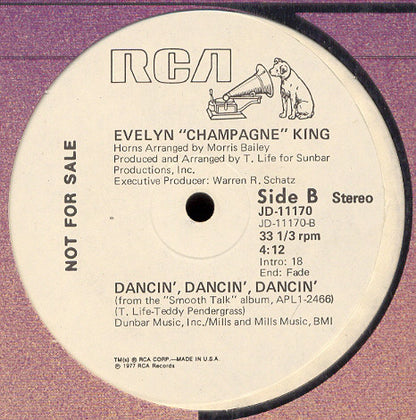 RCA
EVELYN "CHAMPAGNE" KING
Horns Arranged by Morris Bailey
Produced and Arranged by T. Life for Sunbar
Productions, Inc.
Executive Producer: Warren R. Schatz
NOT FOR SALE
Side B Stereo
JD-11170
JD-11170-B
33 1/3 rpm
4:12
Intro: 18
End: Fade
DANCIN', DANCIN', DANCIN'
(from the "Smooth Talk" album, APL1-2466)
(T. Life-Teddy Pendergrass)
Dunbar Music, Inc./Mills and Mills Music, BMI
TM(s) ® RCA CORP.—MADE IN U.S.A.
℗ 1977 RCA Records